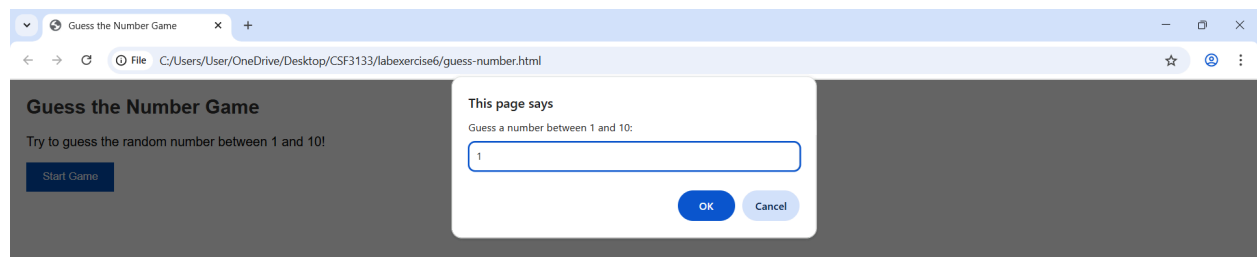 Guess the Number Game
File C:/Users/User/OneDrive/Desktop/CSF3133/labexercise6/guess-number.html
Guess the Number Game
Try to guess the random number between 1 and 10!
Start Game
This page says
Guess a number between 1 and 10:
1
OK Cancel